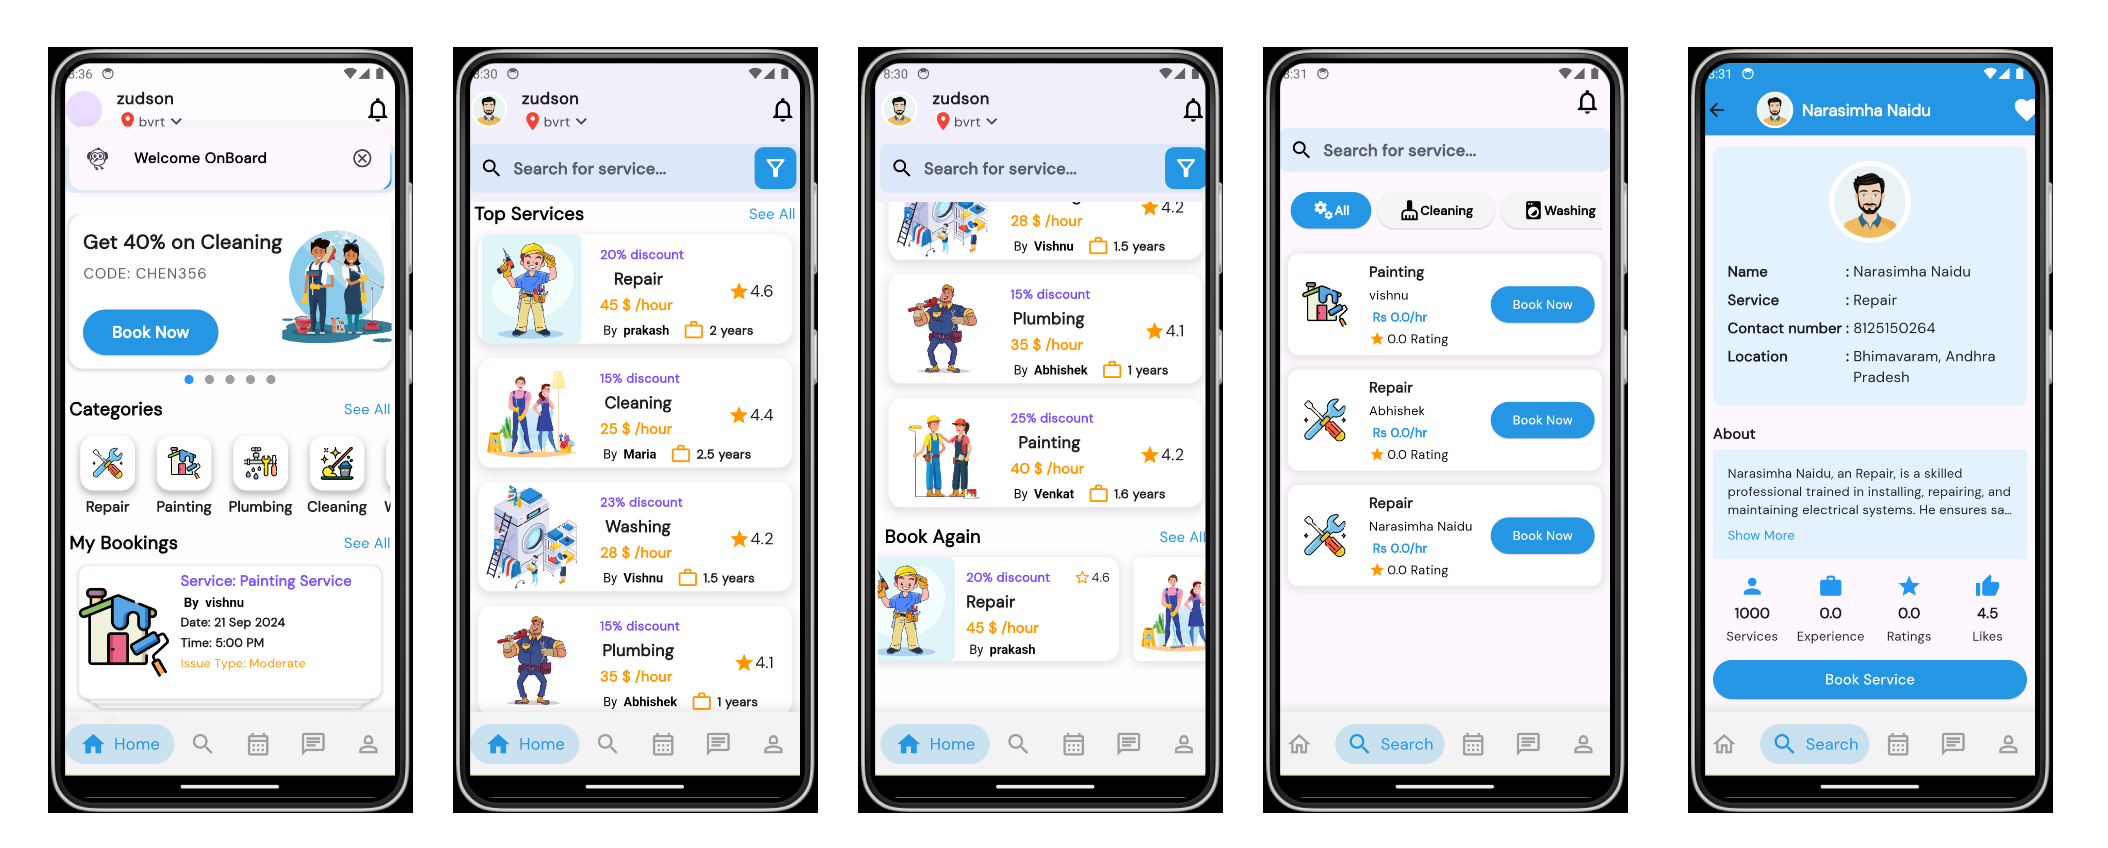 8:36
zudson
bvrt
Welcome OnBoard
Get 40% on Cleaning
CODE: CHEN356
Book Now
Categories See All
Repair Painting Plumbing Cleaning
My Bookings See All
Service: Painting Service
By vishnu
Date: 21 Sep 2024
Time: 5:00 PM
Issue Type: Moderate
Home
8:30
zudson
bvrt
Search for service...
Top Services See All
20% discount
Repair
4.6
45 $ /hour
By prakash 2 years
15% discount
Cleaning
4.4
25 $ /hour
By Maria 2.5 years
23% discount
Washing
4.2
28 $ /hour
By Vishnu 1.5 years
15% discount
Plumbing
4.1
35 $ /hour
By Abhishek 1 years
Home
8:30
zudson
bvrt
Search for service...
4.2
28 $ /hour
By Vishnu 1.5 years
15% discount
Plumbing
4.1
35 $ /hour
By Abhishek 1 years
25% discount
Painting
4.2
40 $ /hour
By Venkat 1.6 years
Book Again See All
20% discount 4.6
Repair
45 $ /hour
By prakash
Home
8:31
Search for service...
All Cleaning Washing
Painting
vishnu
Rs 0.0/hr
0.0 Rating
Book Now
Repair
Abhishek
Rs 0.0/hr
0.0 Rating
Book Now
Repair
Narasimha Naidu
Rs 0.0/hr
0.0 Rating
Book Now
Search
8:31
Narasimha Naidu
Name : Narasimha Naidu
Service : Repair
Contact number : 8125150264
Location : Bhimavaram, Andhra
Pradesh
About
Narasimha Naidu, an Repair, is a skilled
professional trained in installing, repairing, and
maintaining electrical systems. He ensures sa...
Show More
1000 0.0 0.0 4.5
Services Experience Ratings Likes
Book Service
Search